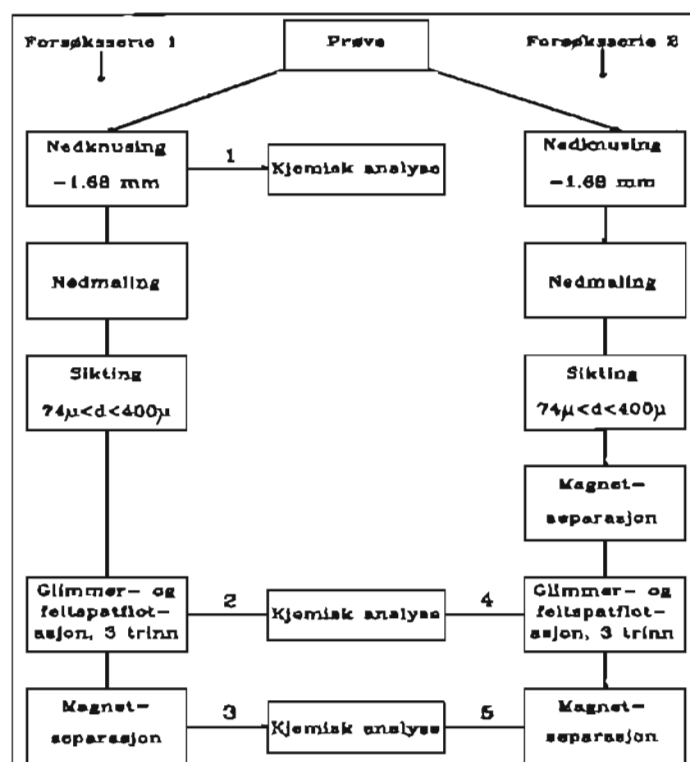 Forsøksserie 1
Prøve
Forsøksserie 2
Nedknusing
-1.68 mm
1
Kjemisk analyse
Nedknusing
-1.68 mm
Nedmaling
Nedmaling
Sikting
74μ<d<400μ
Sikting
74μ<d<400μ
Magnet-
separasjon
Glimmer- og
feltspatflot-
asjon, 3 trinn
2
Kjemisk analyse
4
Glimmer- og
feltspatflot-
asjon, 3 trinn
Magnet-
separasjon
3
Kjemisk analyse
5
Magnet-
separasjon